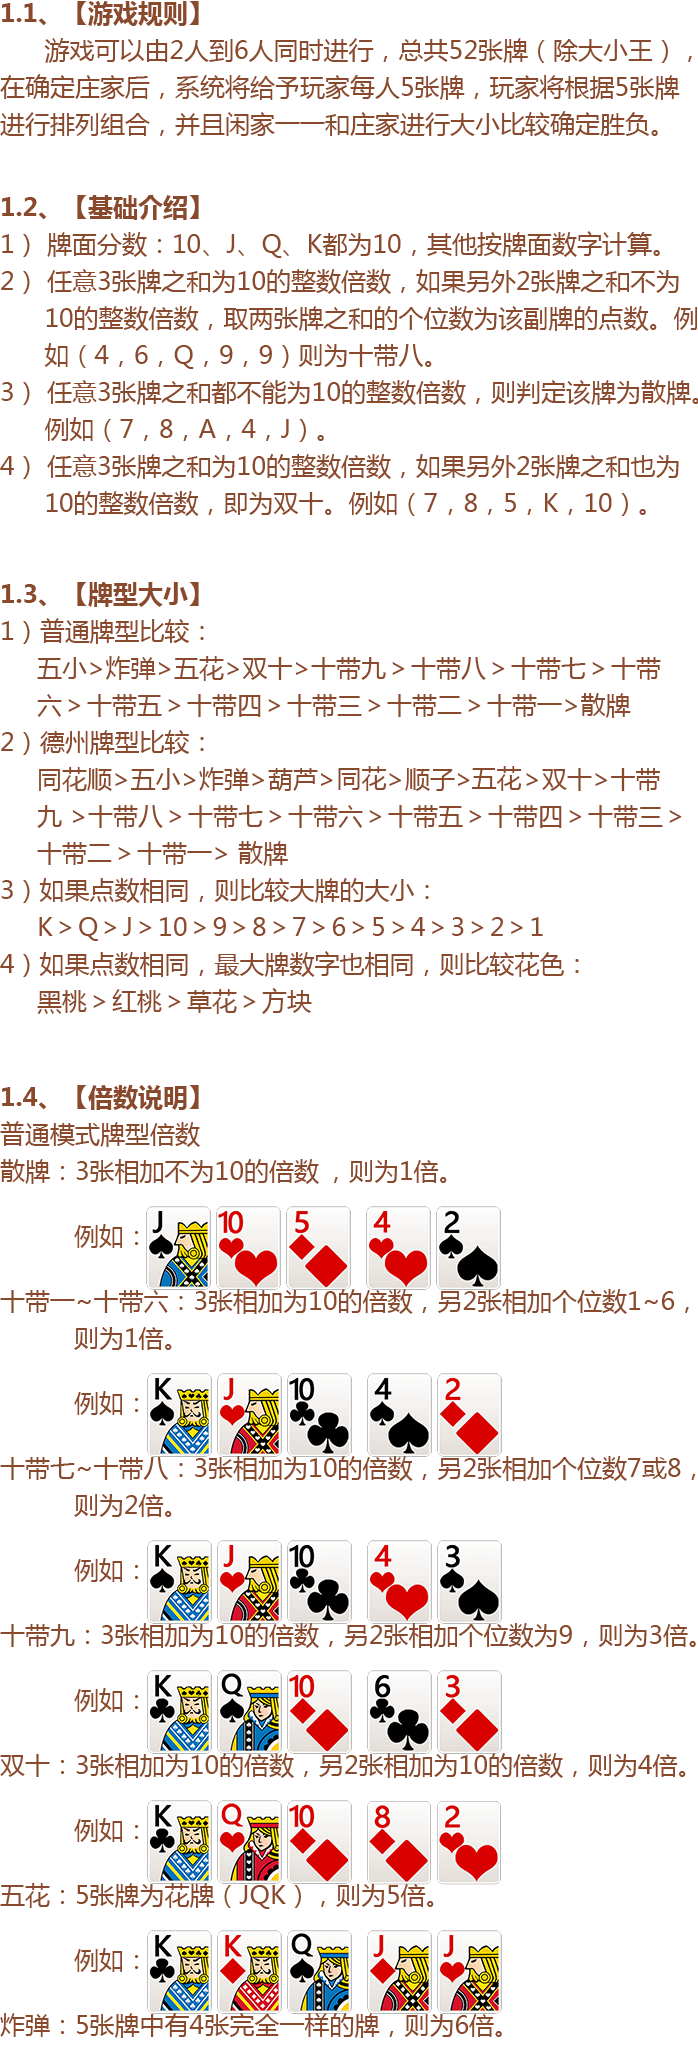 1.1、【游戏规则】
游戏可以由2人到6人同时进行，总共52张牌（除大小王），
在确定庄家后，系统将给予玩家每人5张牌，玩家将根据5张牌
进行排列组合，并且闲家一一和庄家进行大小比较确定胜负。
1.2、【基础介绍】
1） 牌面分数：10、J、Q、K都为10，其他按牌面数字计算。
2） 任意3张牌之和为10的整数倍数，如果另外2张牌之和不为
10的整数倍数，取两张牌之和的个位数为该副牌的点数。例
如（4，6，Q，9，9）则为十带八。
3） 任意3张牌之和都不能为10的整数倍数，则判定该牌为散牌。
例如（7，8，A，4，J）。
4） 任意3张牌之和为10的整数倍数，如果另外2张牌之和也为
10的整数倍数，即为双十。例如（7，8，5，K，10）。
1.3、【牌型大小】
1）普通牌型比较：
五小>炸弹>五花>双十>十带九＞十带八＞十带七＞十带
六＞十带五＞十带四＞十带三＞十带二＞十带一>散牌
2）德州牌型比较：
同花顺>五小>炸弹>葫芦>同花>顺子>五花>双十>十带
九 >十带八＞十带七＞十带六＞十带五＞十带四＞十带三＞
十带二＞十带一> 散牌
3）如果点数相同，则比较大牌的大小：
K＞Q＞J＞10＞9＞8＞7＞6＞5＞4＞3＞2＞1
4）如果点数相同，最大牌数字也相同，则比较花色：
黑桃＞红桃＞草花＞方块
1.4、【倍数说明】
普通模式牌型倍数
散牌：3张相加不为10的倍数 ，则为1倍。
例如： J 10 5 4 2
十带一~十带六：3张相加为10的倍数，另2张相加个位数1~6，
则为1倍。
例如： K J 10 4 2
十带七~十带八：3张相加为10的倍数，另2张相加个位数7或8，
则为2倍。
例如： K J 10 4 3
十带九：3张相加为10的倍数，另2张相加个位数为9，则为3倍。
例如： K Q 10 6 3
双十：3张相加为10的倍数，另2张相加为10的倍数，则为4倍。
例如： K Q 10 8 2
五花：5张牌为花牌（JQK），则为5倍。
例如： K K Q J J
炸弹：5张牌中有4张完全一样的牌，则为6倍。